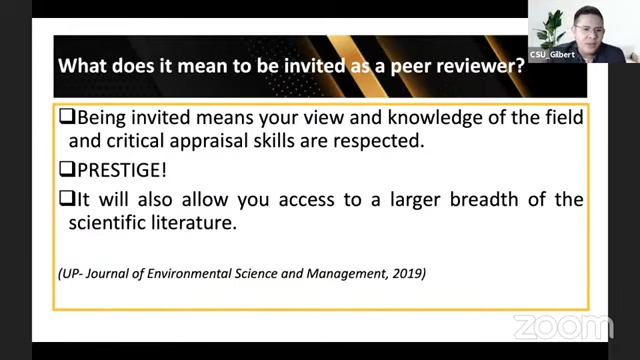 What does it mean to be invited as a peer reviewer?
CSU_Gilbert
❑Being invited means your view and knowledge of the field
and critical appraisal skills are respected.
❑PRESTIGE!
❑It will also allow you access to a larger breadth of the
scientific literature.
(UP- Journal of Environmental Science and Management, 2019)
zoom